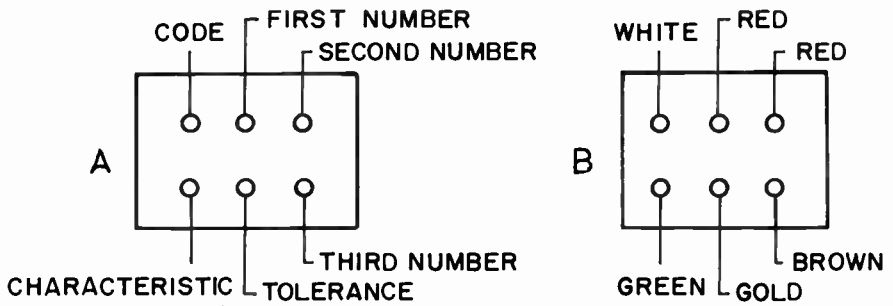 FIRST NUMBER
CODE
SECOND NUMBER
A
THIRD NUMBER
CHARACTERISTIC
TOLERANCE
RED
WHITE
RED
B
BROWN
GREEN
GOLD